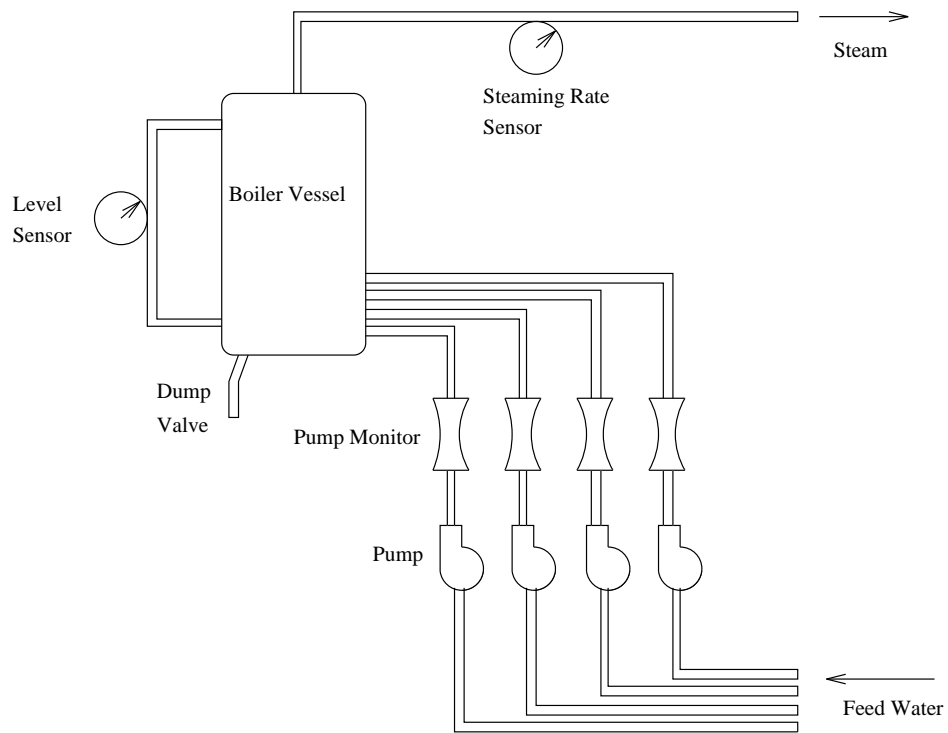 Steam
Steaming Rate
Sensor
Boiler Vessel
Level
Sensor
Dump
Valve
Pump Monitor
Pump
Feed Water